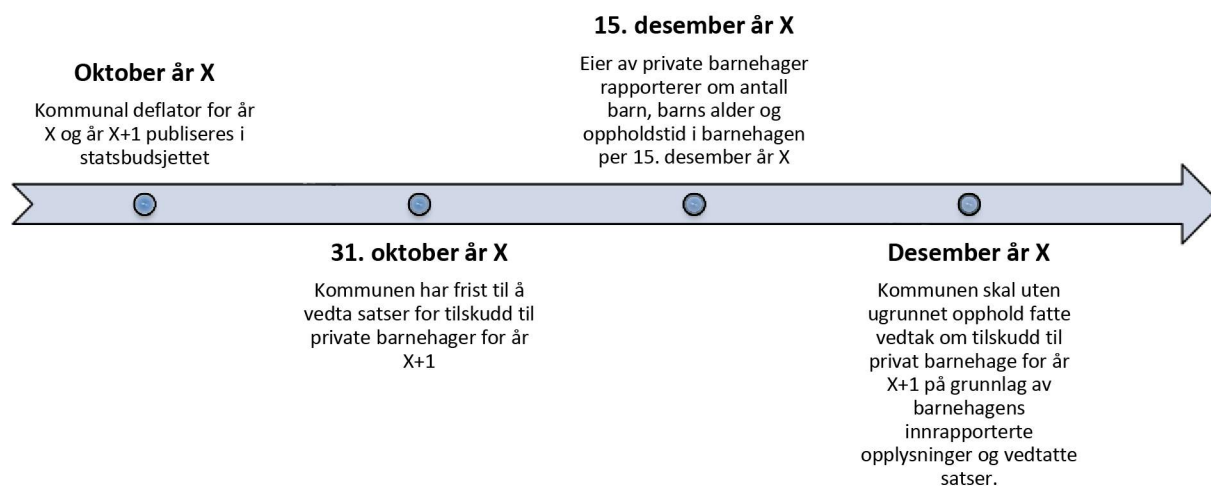 Oktober år X
Kommunal deflator for år
X og år X+1 publiseres i
statsbudsjettet
31. oktober år X
Kommunen har frist til å
vedta satser for tilskudd til
private barnehager for år
X+1
15. desember år X
Eier av private barnehager
rapporterer om antall
barn, barns alder og
oppholdstid i barnehagen
per 15. desember år X
Desember år X
Kommunen skal uten
ugrunnet opphold fatte
vedtak om tilskudd til
privat barnehage for år
X+1 på grunnlag av
barnehagens
innrapporterte
opplysninger og vedtatte
satser.